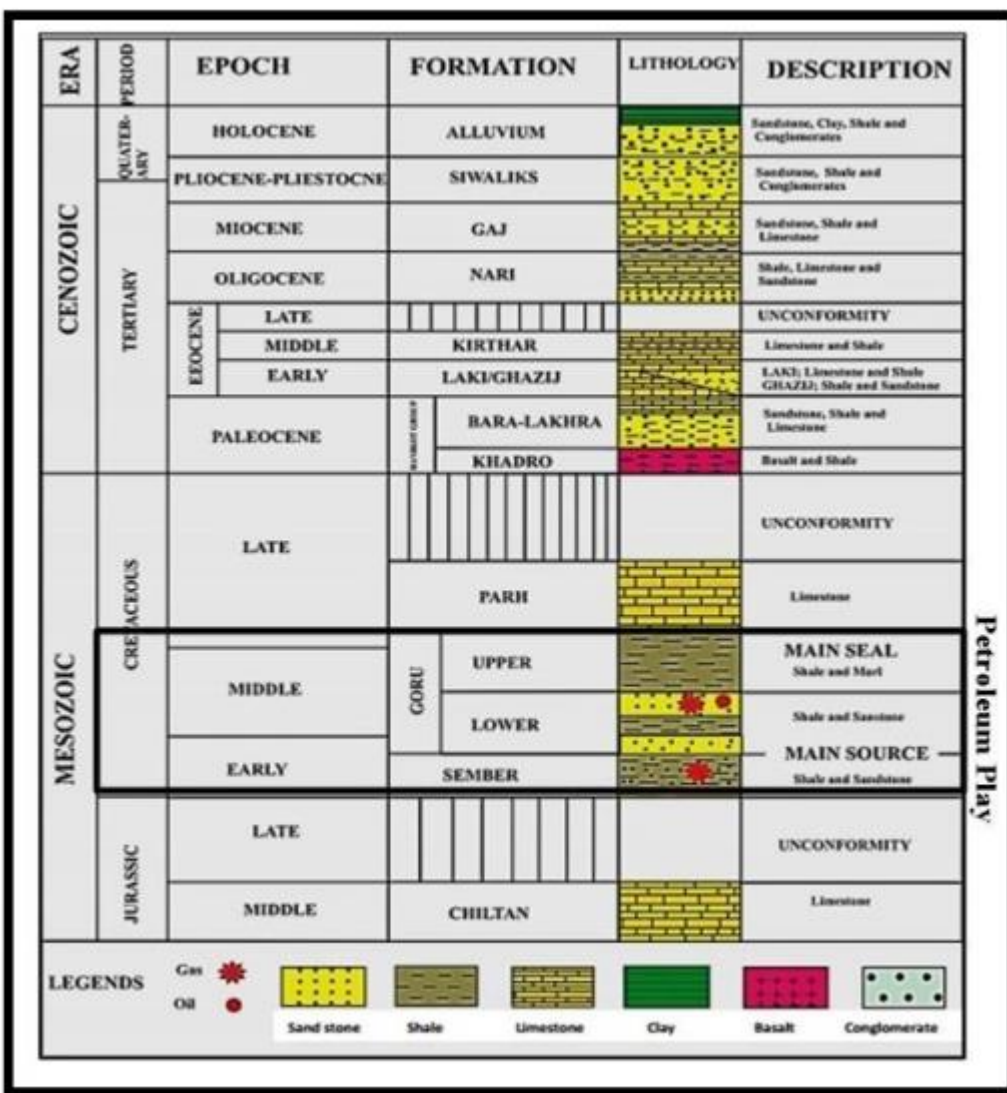 ERA
PERIOD
EPOCH
FORMATION
LITHOLOGY
DESCRIPTION
CENOZOIC
QUATER-
ARY
HOLOCENE
ALLUVIUM
Sandstone, Clay, Shale and
Conglomerates
PLIOCENE-PLIESTOCNE
SIWALIKS
Sandstone, Shale and
Conglomerates
TERTIARY
MIOCENE
GAJ
Sandstone, Shale and
Limestone
OLIGOCENE
NARI
Shale, Limestone and
Sandstone
EEOCENE
LATE
UNCONFORMITY
MIDDLE
KIRTHAR
Limestone and Shale
EARLY
LAKI/GHAZIJ
LAKI; Limestone and Shale
GHAZIJ; Shale and Sandstone
PALEOCENE
GROUP
BARA-LAKHRA
Sandstone, Shale and
Limestone
KHADRO
Basalt and Shale
MESOZOIC
CRETACEOUS
LATE
UNCONFORMITY
PARH
Limestone
MIDDLE
GORU
UPPER
MAIN SEAL
Shale and Marl
LOWER
Shale and Sanstone
MAIN SOURCE
EARLY
SEMBER
Shale and Sandstone
Petroleum Play
JURASSIC
LATE
UNCONFORMITY
MIDDLE
CHILTAN
Limestone
LEGENDS
Gas
Oil
Sand stone
Shale
Limestone
Clay
Basalt
Conglomerate